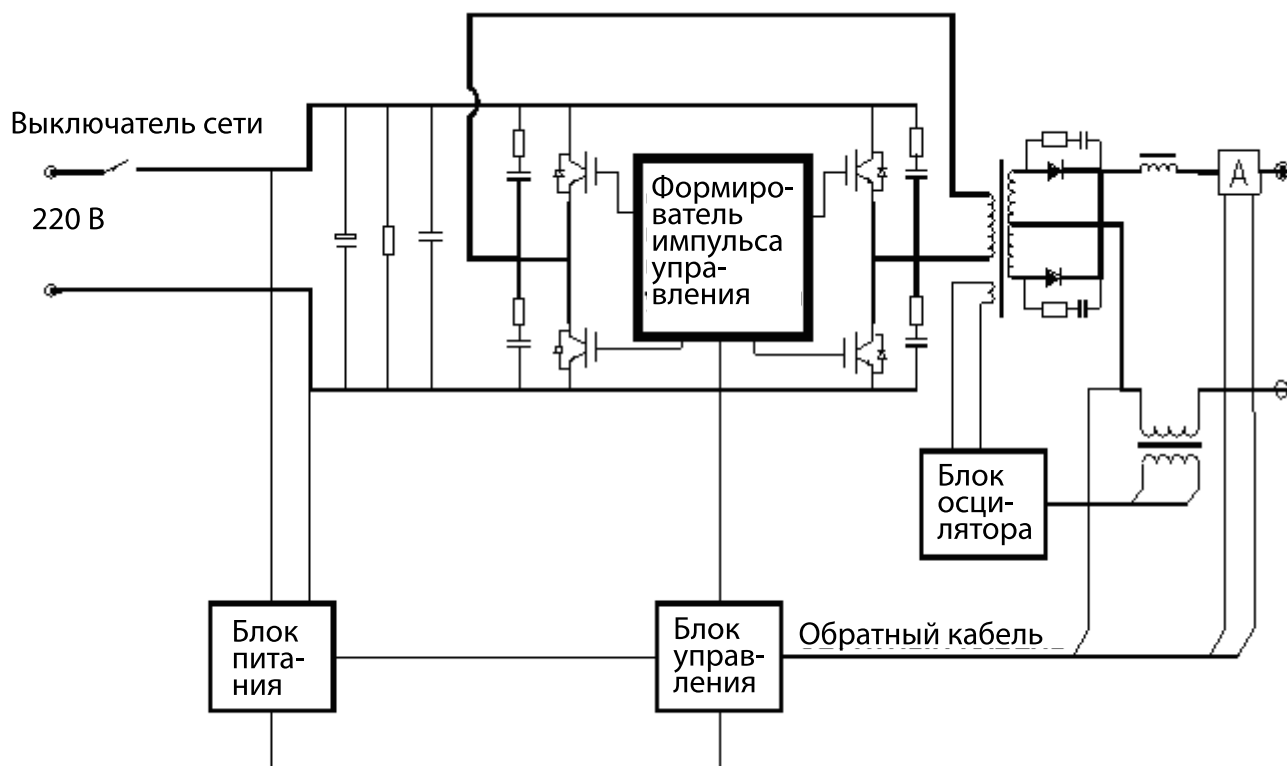 Выключатель сети
220 В
Формиро-
ватель
импульса
упра-
вления
А
Блок
осци-
лятора
Блок
пита-
ния
Блок
управ-
ления
Обратный кабель